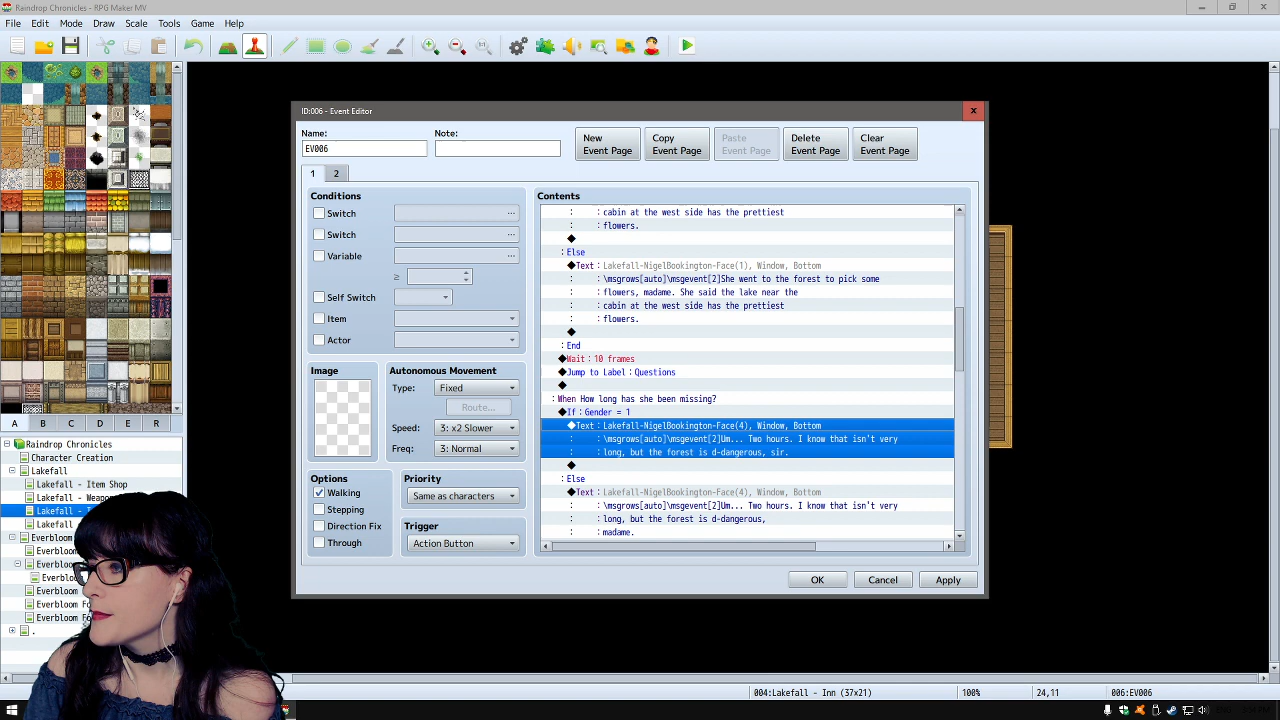 Raindrop Chronicles - RPG Maker MV
File Edit Mode Draw Scale Tools Game Help
ID:006 - Event Editor
Name:
Note:
EV006
New
Event Page
Copy
Event Page
Paste
Event Page
Delete
Event Page
Clear
Event Page
1
2
Conditions
Switch
...
Switch
...
Variable
...
≥
Self Switch
Item
Actor
Image
Autonomous Movement
Type: Fixed
Route...
Speed: 3: x2 Slower
Freq: 3: Normal
Options
Walking
Stepping
Direction Fix
Through
Priority
Same as characters
Trigger
Action Button
Contents
: :cabin at the west side has the prettiest
: :flowers.
◆
:Else
◆Text:Lakefall-NigelBookington-Face(1), Window, Bottom
: :\msgrows[auto]\msgevent[2]She went to the forest to pick some
: :flowers, madame. She said the lake near the
: :cabin at the west side has the prettiest
: :flowers.
◆
:End
◆Wait:10 frames
◆Jump to Label:Questions
◆
:When How long has she been missing?
◆If:Gender = 1
◆Text:Lakefall-NigelBookington-Face(4), Window, Bottom
: :\msgrows[auto]\msgevent[2]Um... Two hours. I know that isn't very
: :long, but the forest is d-dangerous, sir.
◆
:Else
◆Text:Lakefall-NigelBookington-Face(4), Window, Bottom
: :\msgrows[auto]\msgevent[2]Um... Two hours. I know that isn't very
: :long, but the forest is d-dangerous,
: :madame.
OK
Cancel
Apply
A B C D E R
Raindrop Chronicles
Character Creation
Lakefall
Lakefall - Item Shop
Lakefall - Weapo
Lakefall -
Lakefall -
Everbloom
Everbloo
Everbloo
Everbloo
Everbloom
Everbloom Fo
Everbloom Fo
.
004:Lakefall - Inn (37x21)
100%
24,11
006:EV006
ENG